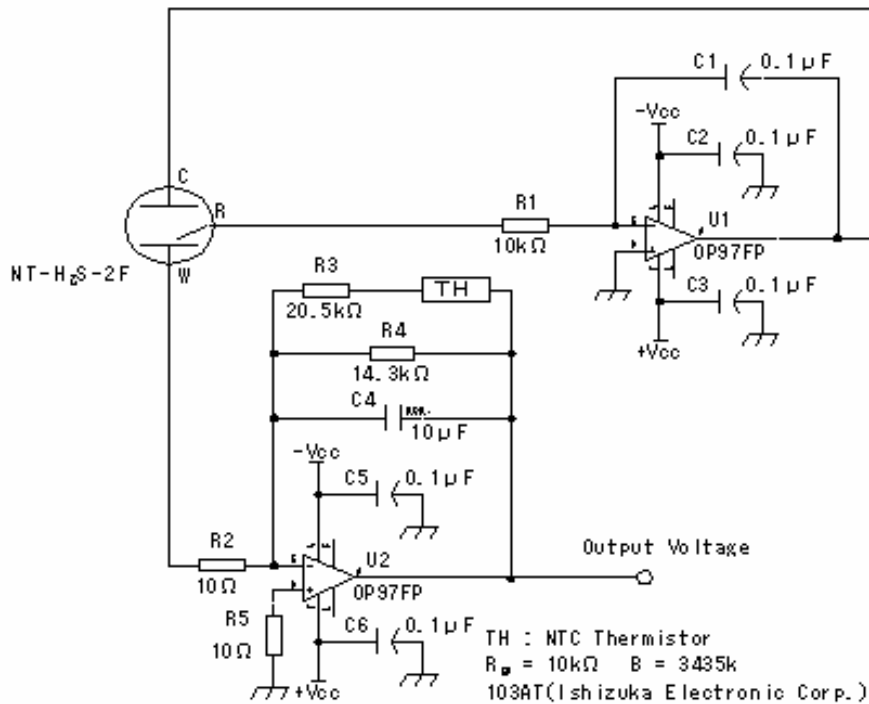 C1 0.1µF
-Vcc
C2 0.1µF
C
R
R1
10kΩ
U1
OP97FP
NT-H₂S-2F
W
R3
20.5kΩ
TH
C3 0.1µF
+Vcc
R4
14.3kΩ
C4
10µF
-Vcc
C5 0.1µF
R2
10Ω
U2
OP97FP
Output Voltage
R5
10Ω
C6 0.1µF
+Vcc
TH : NTC Thermistor
= 10kΩ B = 3435k
103AT(Ishizuka Electronic Corp.)